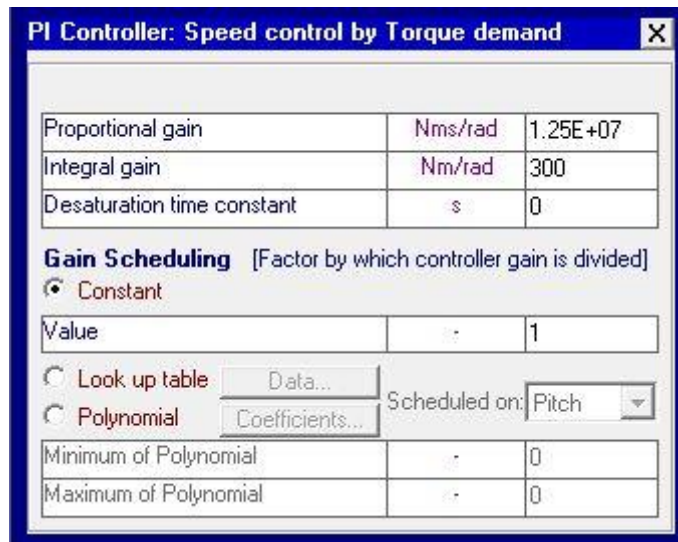 PI Controller: Speed control by Torque demand
Proportional gain Nms/rad 1.25E+07
Integral gain Nm/rad 300
Desaturation time constant s 0
Gain Scheduling [Factor by which controller gain is divided]
Constant
Value - 1
Look up table Data...
Scheduled on: Pitch
Polynomial Coefficients...
Minimum of Polynomial - 0
Maximum of Polynomial - 0